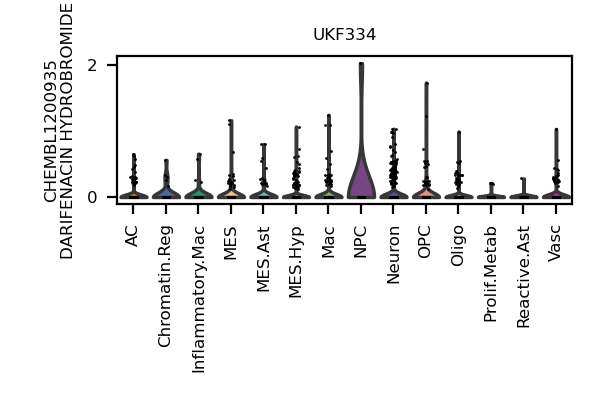 UKF334
CHEMBL1200935
DARIFENACIN HYDROBROMIDE
2
0
AC
Chromatin.Reg
Inflammatory.Mac
MES
MES.Ast
MES.Hyp
Mac
NPC
Neuron
OPC
Oligo
Prolif.Metab
Reactive.Ast
Vasc